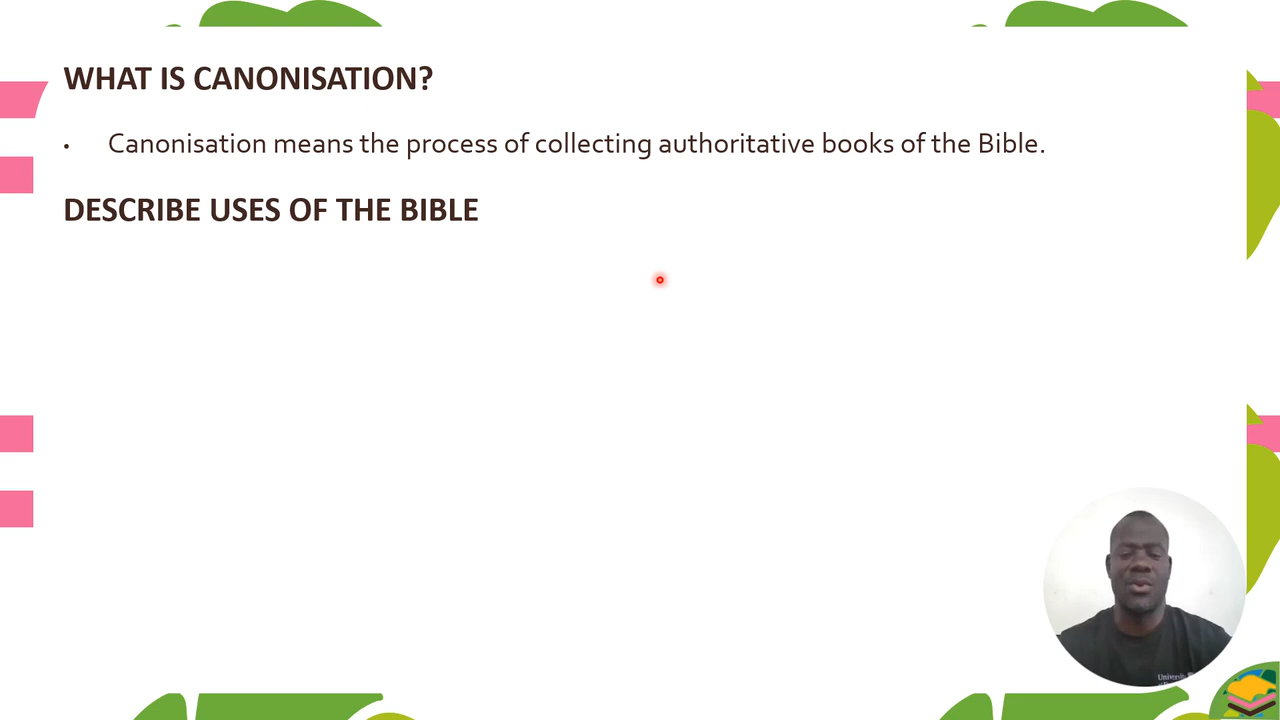 WHAT IS CANONISATION?
• Canonisation means the process of collecting authoritative books of the Bible.
DESCRIBE USES OF THE BIBLE